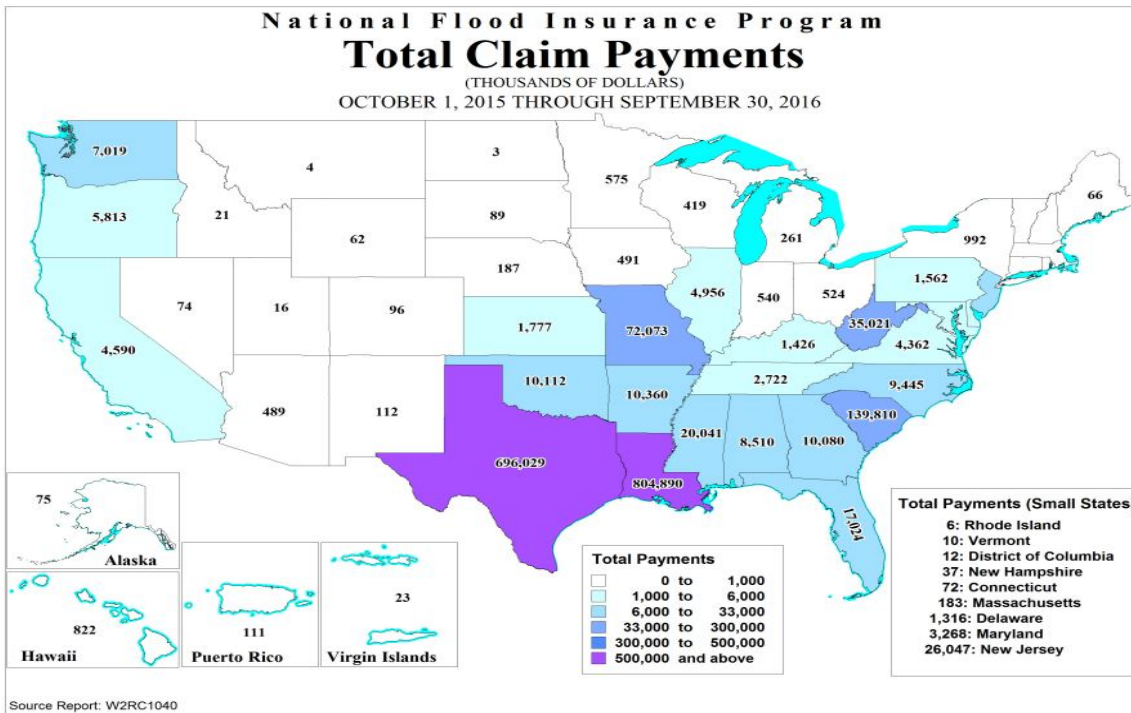 National Flood Insurance Program
Total Claim Payments
(THOUSANDS OF DOLLARS)
OCTOBER 1, 2015 THROUGH SEPTEMBER 30, 2016
7,019
4
3
575
66
5,813
21
89
419
992
62
261
187
491
1,562
74
16
96
4,956
540
524
4,590
1,777
72,073
35,021
4,362
1,426
2,722
489
112
10,112
10,360
9,445
139,810
20,041
8,510
10,080
696,029
804,890
17,024
75
Alaska
822
Hawaii
111
Puerto Rico
23
Virgin Islands
Total Payments
0 to 1,000
1,000 to 6,000
6,000 to 33,000
33,000 to 300,000
300,000 to 500,000
500,000 and above
Total Payments (Small States
6: Rhode Island
10: Vermont
12: District of Columbia
37: New Hampshire
72: Connecticut
183: Massachusetts
1,316: Delaware
3,268: Maryland
26,047: New Jersey
Source Report: W2RC1040